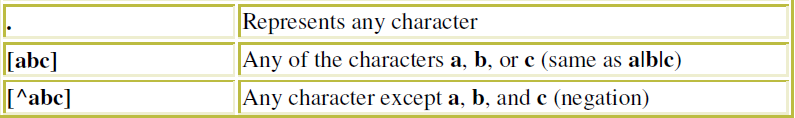 . Represents any character
[abc] Any of the characters a, b, or c (same as a|b|c)
[^abc] Any character except a, b, and c (negation)